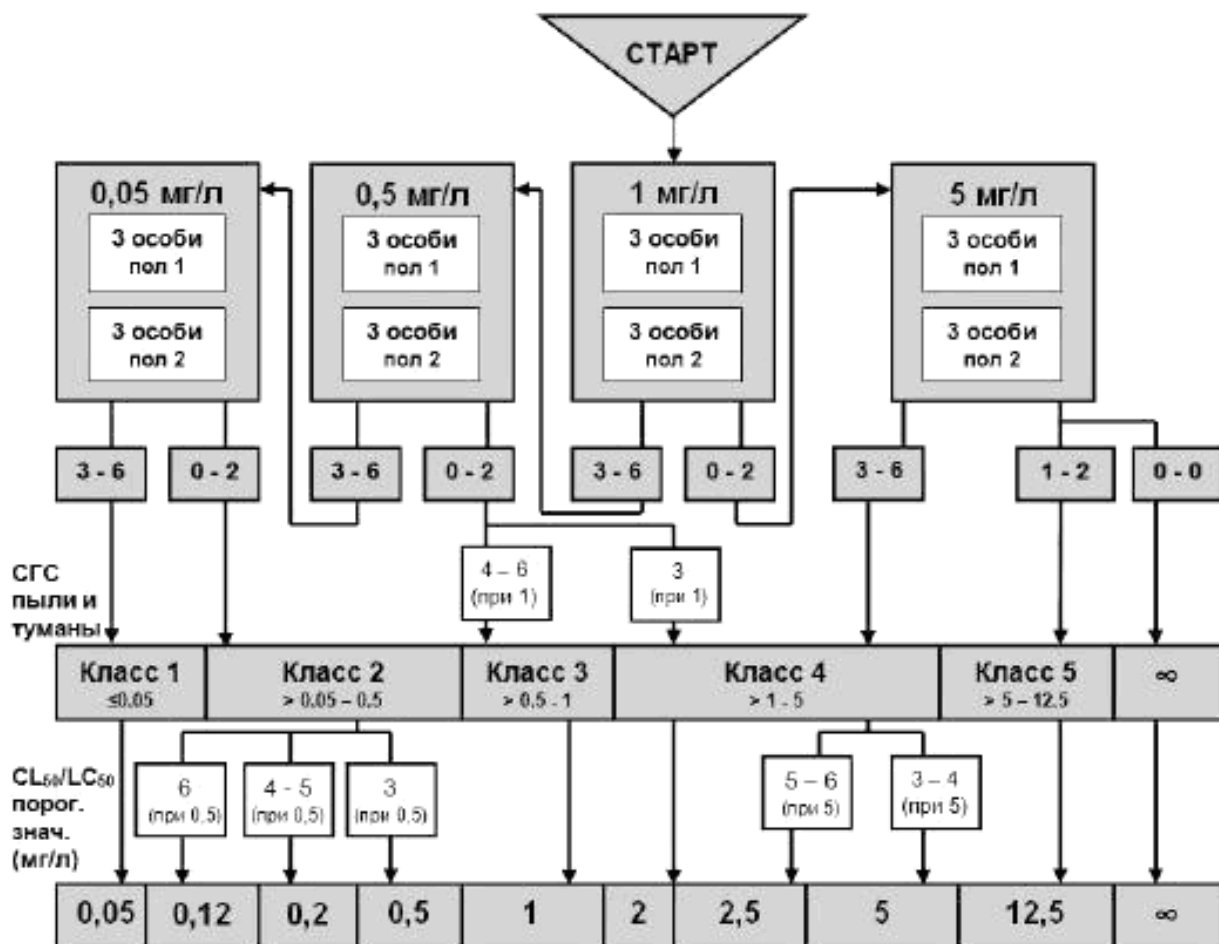 СТАРТ
0,05 мг/л
0,5 мг/л
1 мг/л
5 мг/л
3 особи
пол 1
3 особи
пол 1
3 особи
пол 1
3 особи
пол 1
3 особи
пол 2
3 особи
пол 2
3 особи
пол 2
3 особи
пол 2
3 - 6
0 - 2
3 - 6
0 - 2
3 - 6
0 - 2
3 - 6
1 - 2
0 - 0
4 – 6
(при 1)
3
(при 1)
СГС
пыли и
туманы
Класс 1
≤0.05
Класс 2
> 0.05 – 0.5
Класс 3
> 0,5 - 1
Класс 4
> 1 - 5
Класс 5
> 5 – 12.5
∞
CL₅₀/LC₅₀
порог.
знач.
(мг/л)
6
(при 0,5)
4 - 5
(при 0,5)
3
(при 0,5)
5 – 6
(при 5)
3 – 4
(при 5)
0,05
0,12
0,2
0,5
1
2
2,5
5
12,5
∞